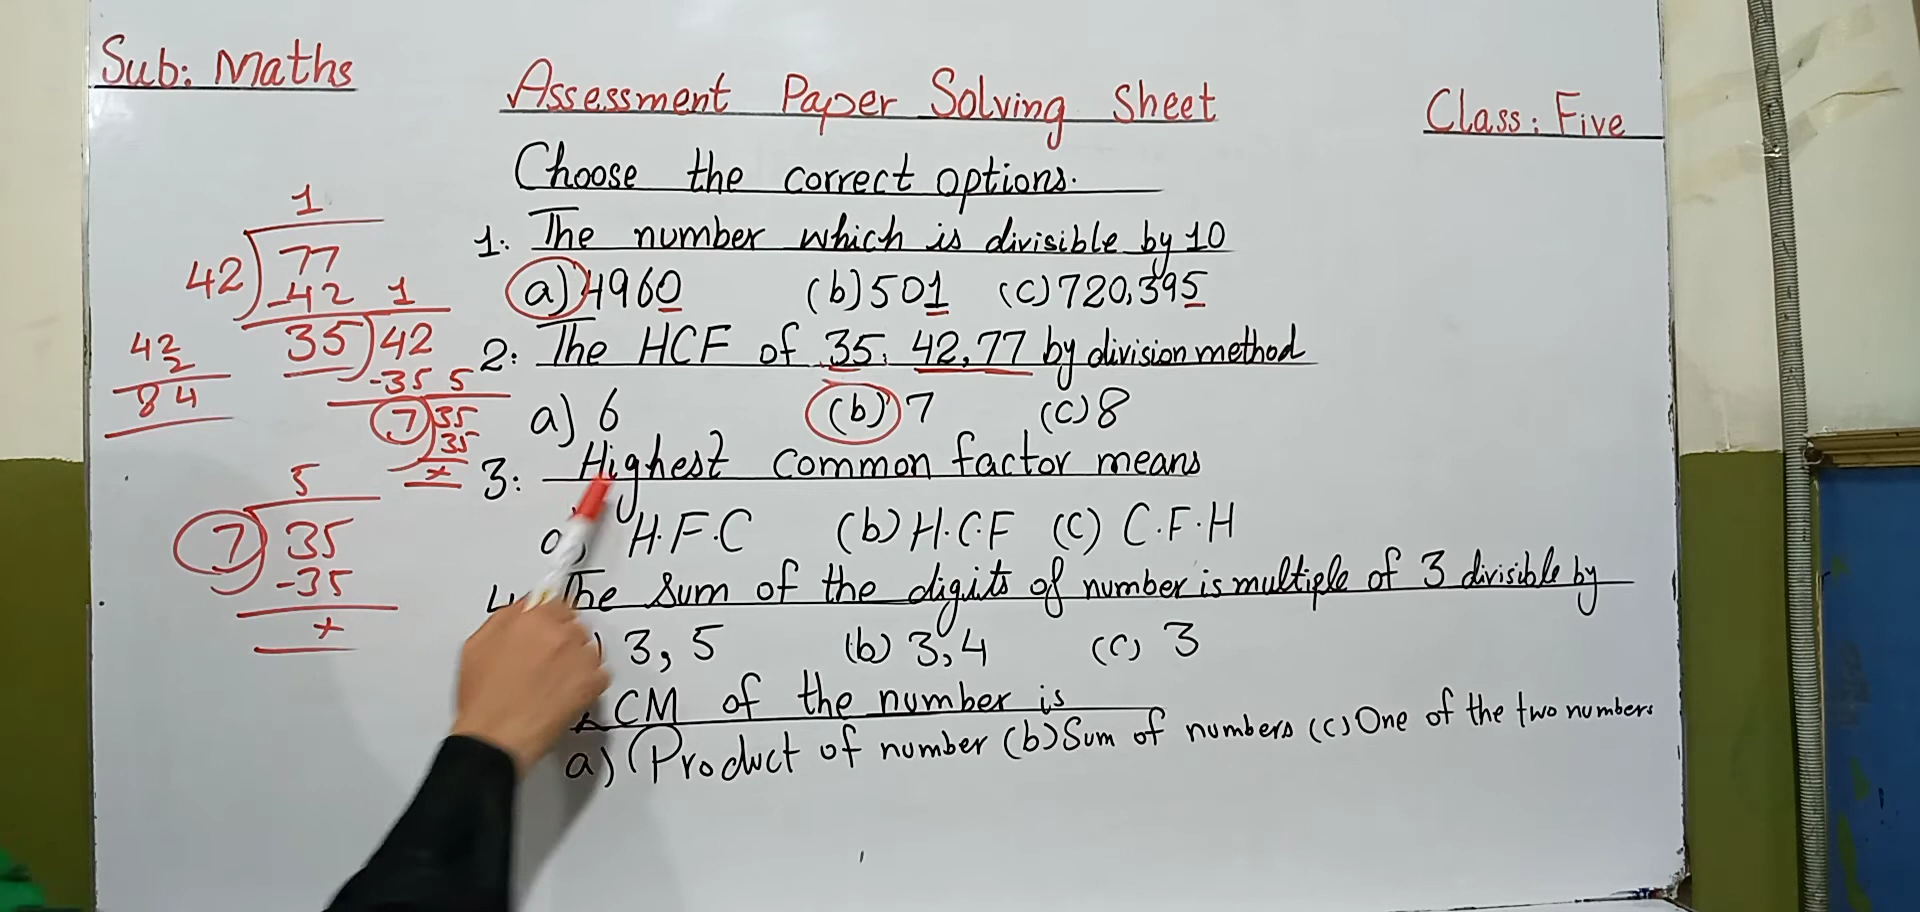 Sub: Maths
Assessment Paper Solving Sheet
Class: Five
Choose the correct options.
1. The number which is divisible by 10
a) 4960 (b) 501 (c) 720,395
2: The HCF of 35, 42, 77 by division method
a) 6 (b) 7 (c) 8
3: Highest common factor means
a) H.F.C (b) H.C.F (c) C.F.H
4. The sum of the digits of number is multiple of 3 divisible by
) 3, 5 (b) 3,4 (c) 3
LCM of the number is
a) Product of number (b) Sum of numbers (c) One of the two numbers
1
42) 77
-42 1
35) 42
-35 5
7) 35
35
×
42
2
84
5
7) 35
-35
×